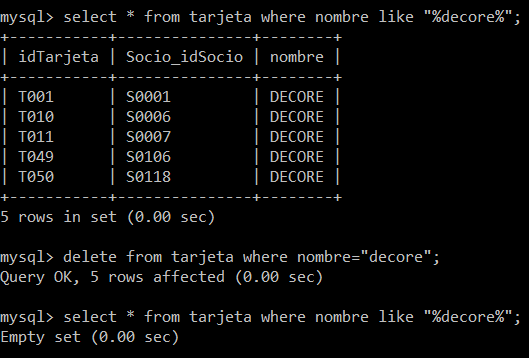 mysql> select * from tarjeta where nombre like "%decore%";
+-----------+---------------+--------+
| idTarjeta | Socio_idSocio | nombre |
+-----------+---------------+--------+
| T001      | S0001         | DECORE |
| T010      | S0006         | DECORE |
| T011      | S0007         | DECORE |
| T049      | S0106         | DECORE |
| T050      | S0118         | DECORE |
+-----------+---------------+--------+
5 rows in set (0.00 sec)
mysql> delete from tarjeta where nombre="decore";
Query OK, 5 rows affected (0.00 sec)
mysql> select * from tarjeta where nombre like "%decore%";
Empty set (0.00 sec)